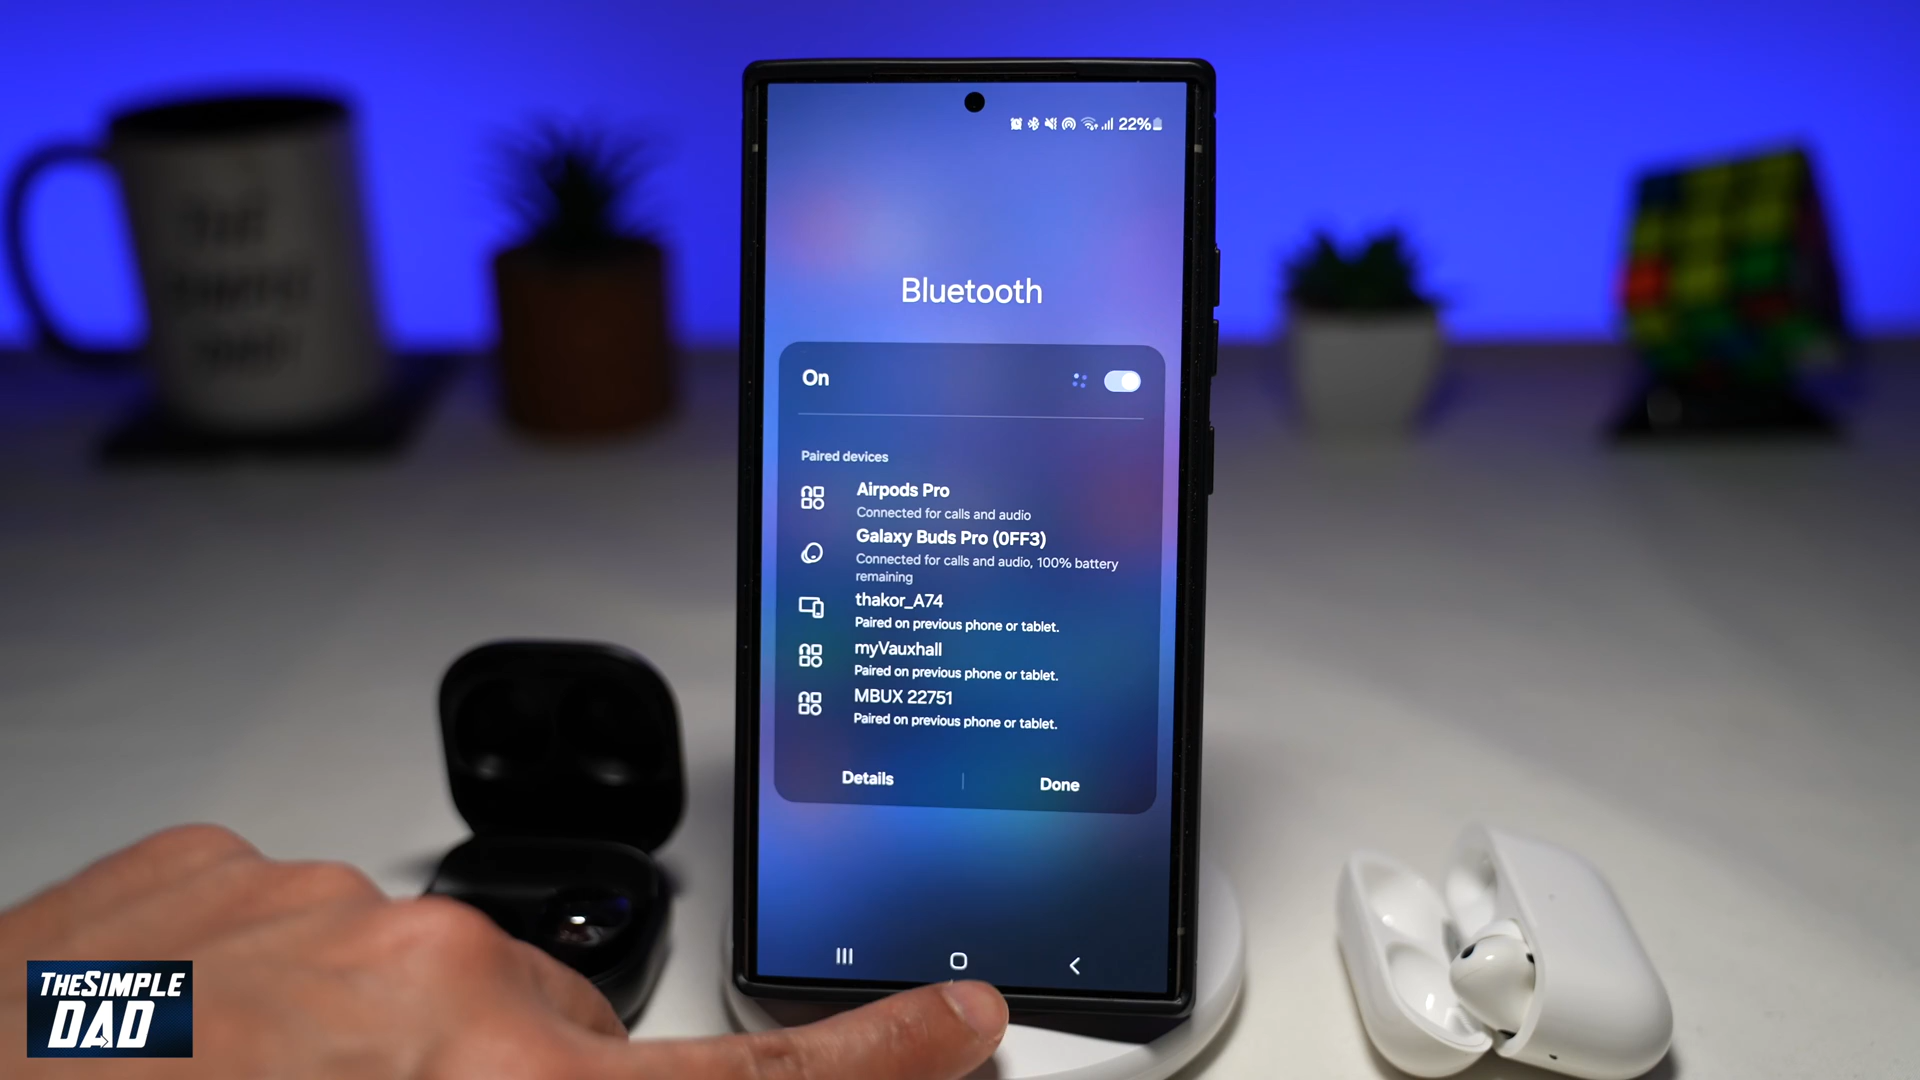 22%
Bluetooth
On
Paired devices
Airpods Pro
Connected for calls and audio
Galaxy Buds Pro (0FF3)
Connected for calls and audio, 100% battery
remaining
thakor_A74
Paired on previous phone or tablet.
myVauxhall
Paired on previous phone or tablet.
MBUX 22751
Paired on previous phone or tablet.
Details
Done
THESIMPLE
DAD